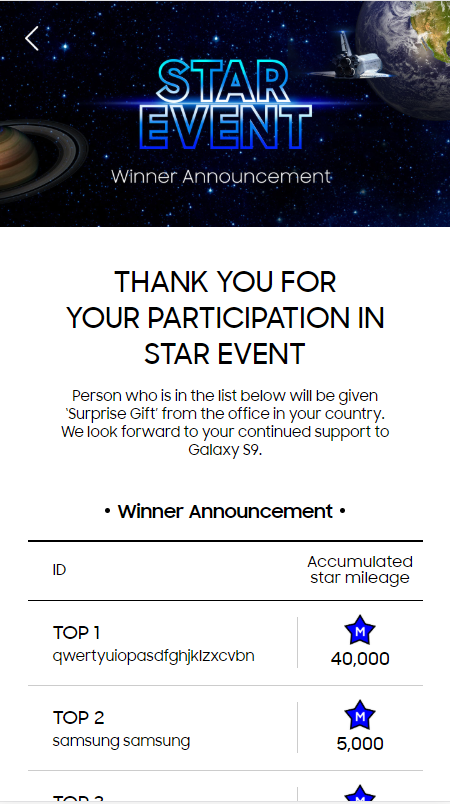 STAR
EVENT
Winner Announcement
THANK YOU FOR
YOUR PARTICIPATION IN
STAR EVENT
Person who is in the list below will be given
‘Surprise Gift’ from the office in your country.
We look forward to your continued support to
Galaxy S9.
• Winner Announcement •
ID
Accumulated
star mileage
TOP 1
qwertyuiopasdfghjklzxcvbn
M
40,000
TOP 2
samsung samsung
M
5,000
TOP 3